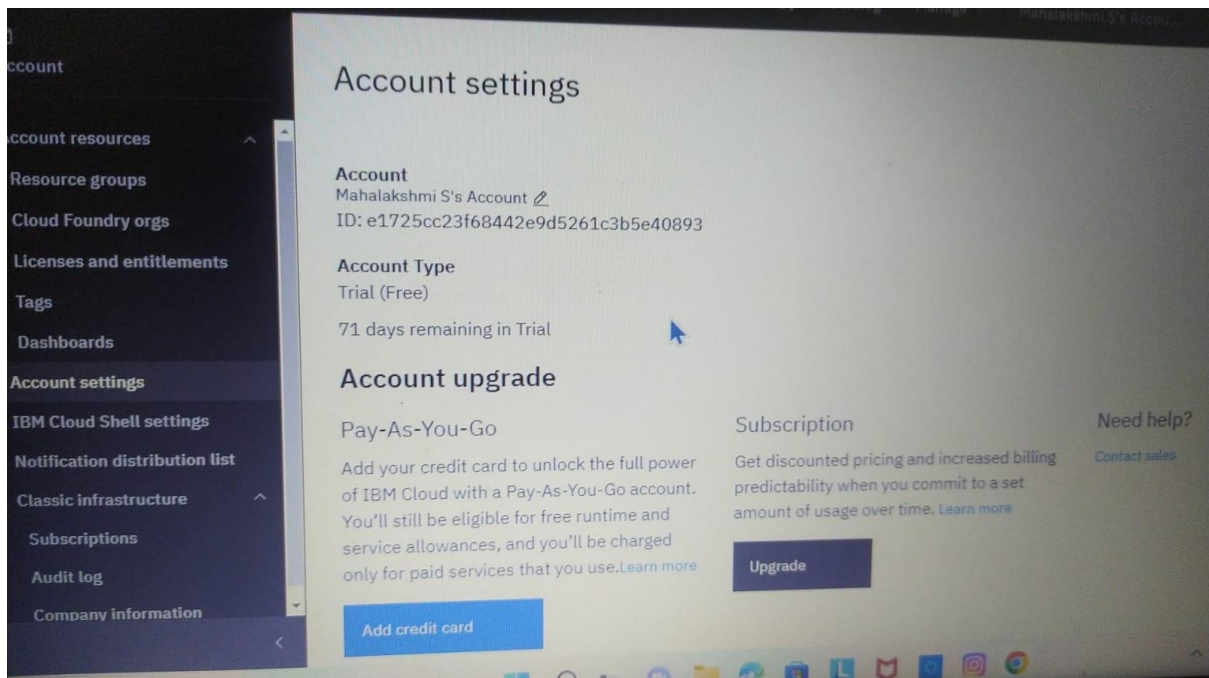 Mahalakshmi S's Accou...
ccount
ccount resources
Resource groups
Cloud Foundry orgs
Licenses and entitlements
Tags
Dashboards
Account settings
IBM Cloud Shell settings
Notification distribution list
Classic infrastructure
Subscriptions
Audit log
Company information
Account settings
Account
Mahalakshmi S's Account
ID: e1725cc23f68442e9d5261c3b5e40893
Account Type
Trial (Free)
71 days remaining in Trial
Account upgrade
Pay-As-You-Go
Add your credit card to unlock the full power
of IBM Cloud with a Pay-As-You-Go account.
You'll still be eligible for free runtime and
service allowances, and you'll be charged
only for paid services that you use.Learn more
Add credit card
Subscription
Get discounted pricing and increased billing
predictability when you commit to a set
amount of usage over time. Learn more
Upgrade
Need help?
Contact sales